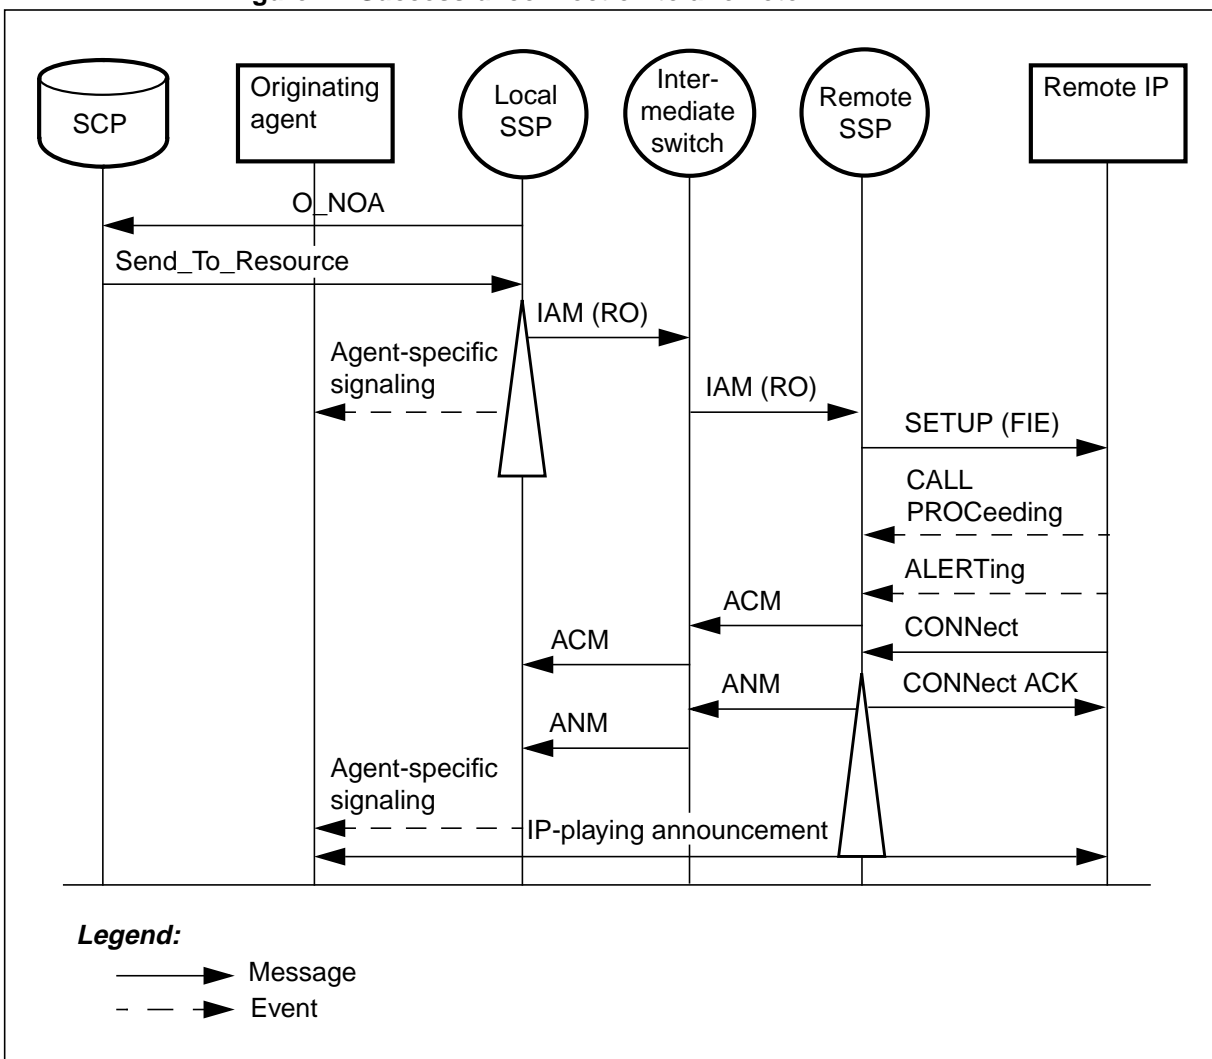 SCP
Originating
agent
Local
SSP
Inter-
mediate
switch
Remote
SSP
Remote IP
O_NOA
Send_To_Resource
IAM (RO)
Agent-specific
signaling
IAM (RO)
SETUP (FIE)
CALL
PROCeeding
ALERTing
ACM
CONNect
ACM
CONNect ACK
ANM
ANM
Agent-specific
signaling
IP-playing announcement
Legend:
Message
Event